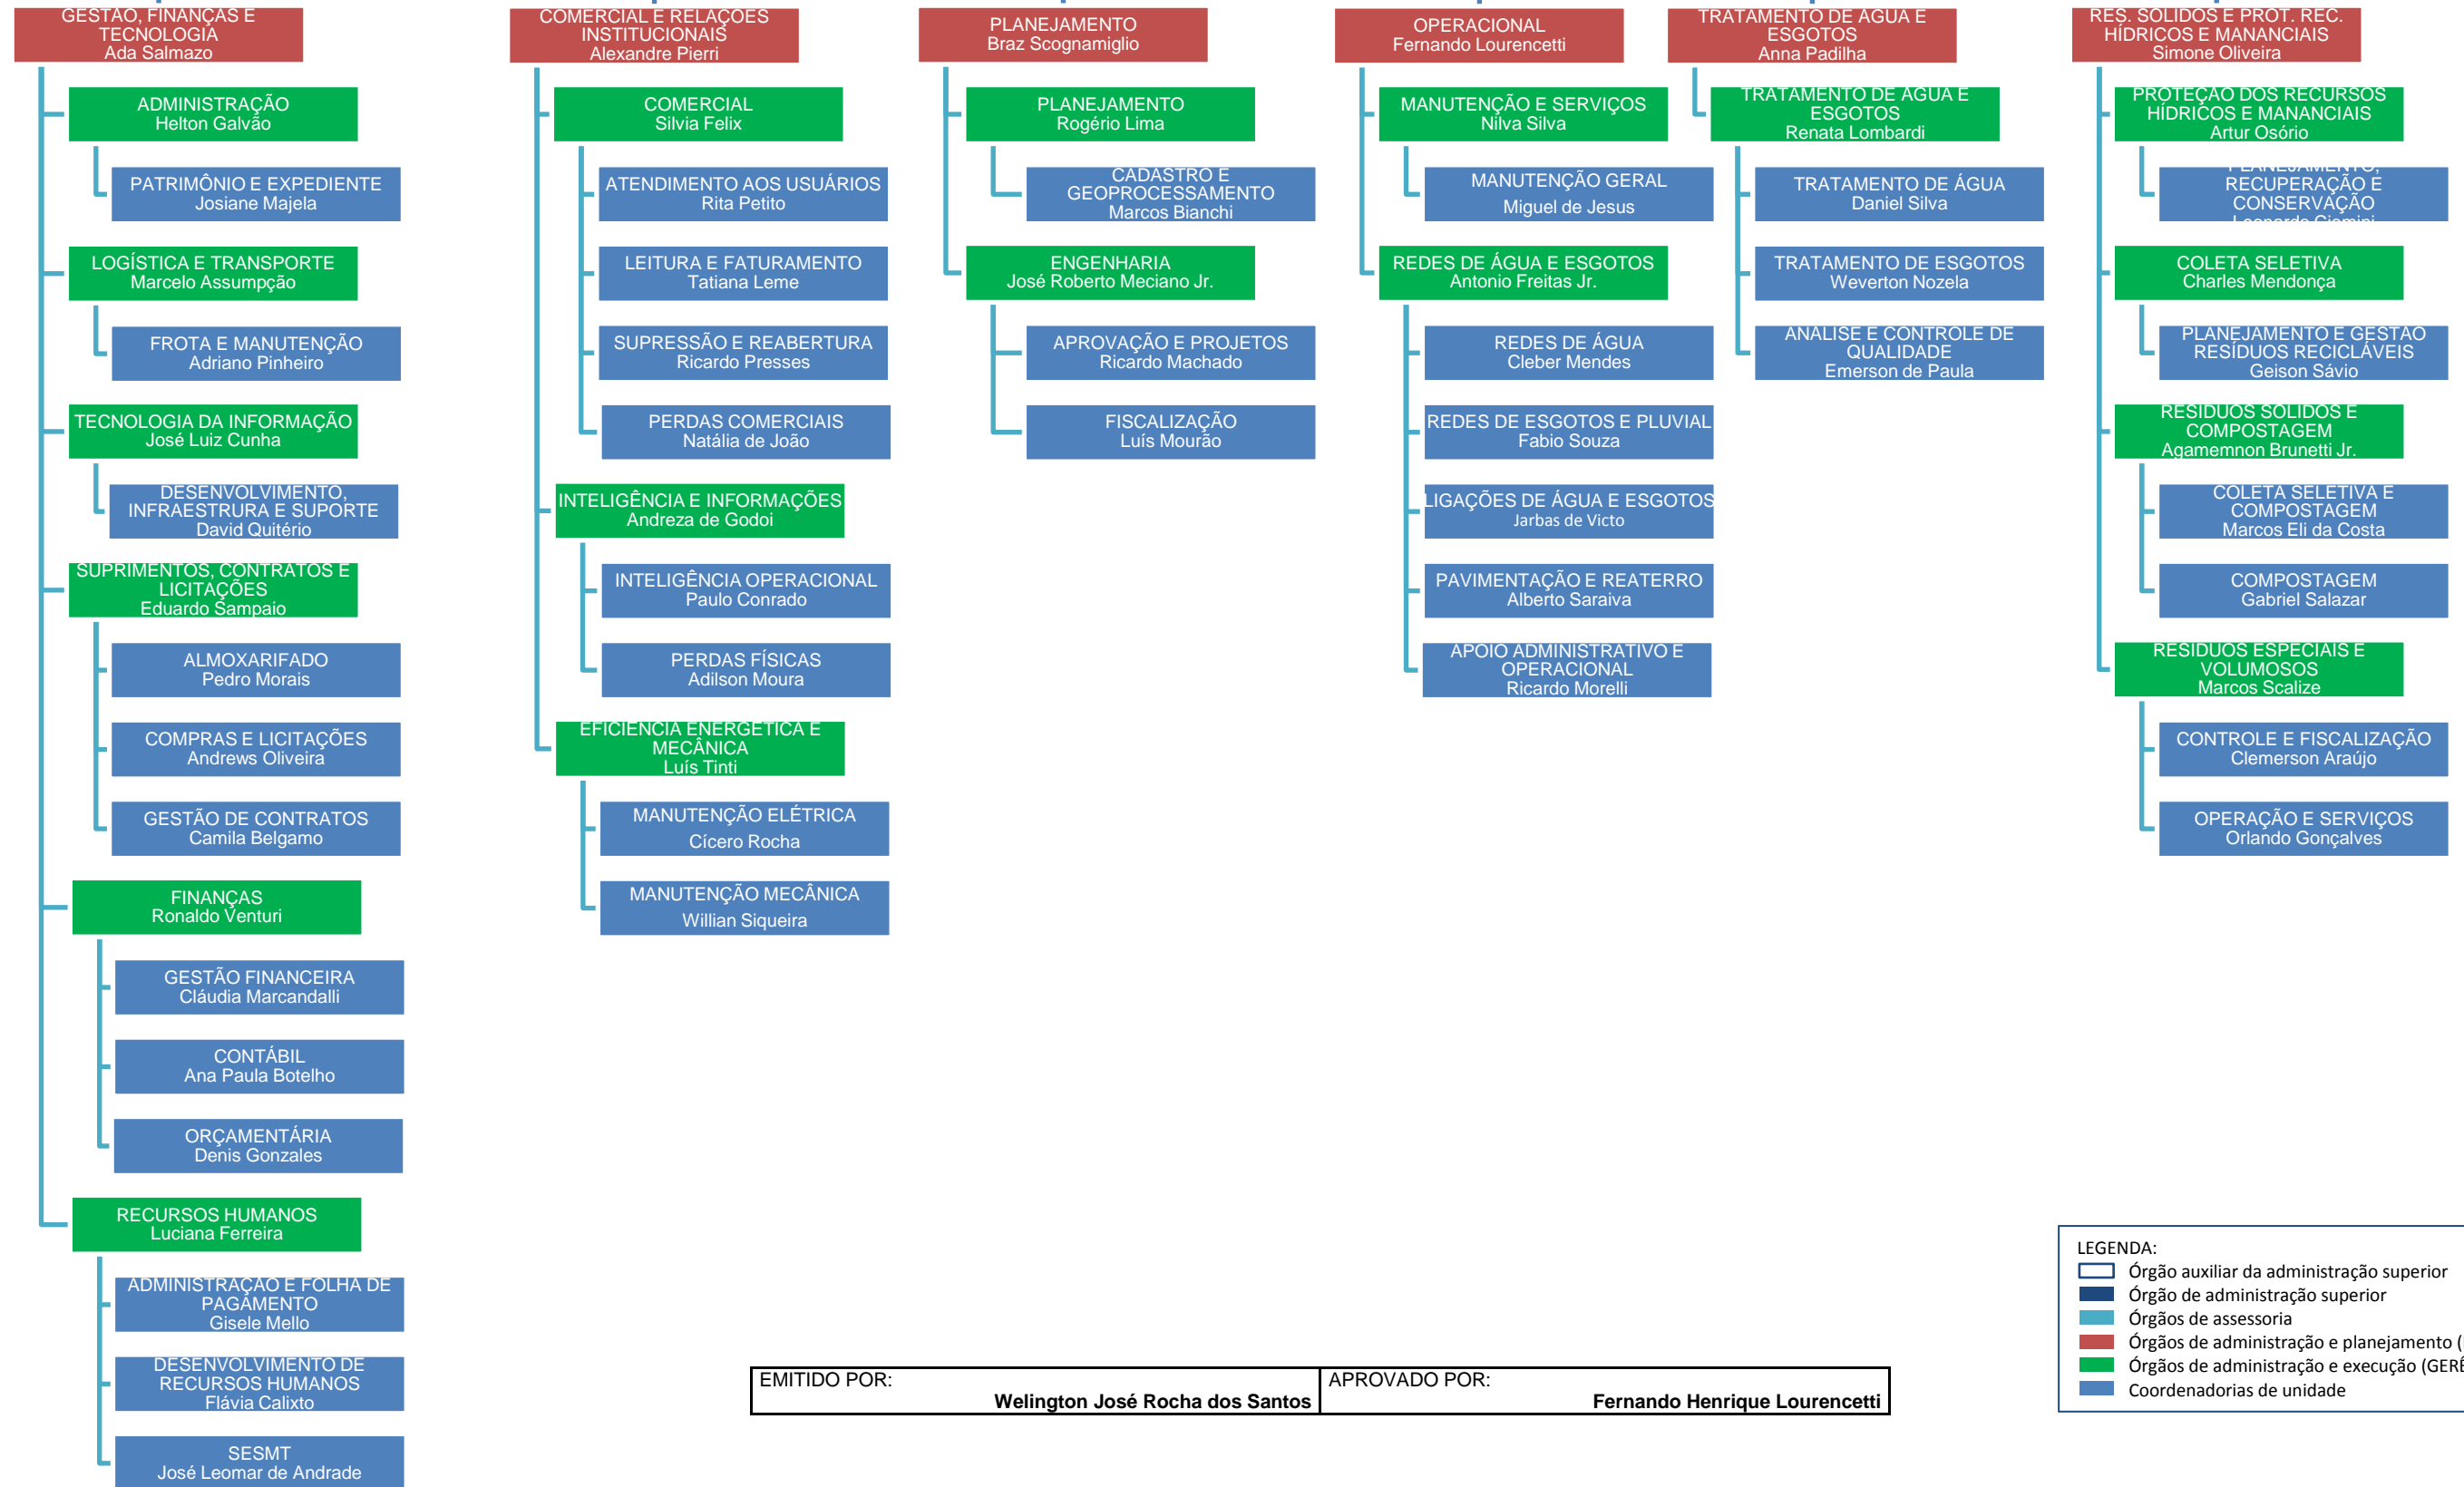 GESTÃO, FINANÇAS E
TECNOLOGIA
Ada Salmazo
ADMINISTRAÇÃO
Helton Galvão
PATRIMÔNIO E EXPEDIENTE
Josiane Majela
LOGÍSTICA E TRANSPORTE
Marcelo Assumpção
FROTA E MANUTENÇÃO
Adriano Pinheiro
TECNOLOGIA DA INFORMAÇÃO
José Luiz Cunha
DESENVOLVIMENTO,
INFRAESTRURA E SUPORTE
David Quitério
SUPRIMENTOS, CONTRATOS E
LICITAÇÕES
Eduardo Sampaio
ALMOXARIFADO
Pedro Morais
COMPRAS E LICITAÇÕES
Andrews Oliveira
GESTÃO DE CONTRATOS
Camila Belgamo
FINANÇAS
Ronaldo Venturi
GESTÃO FINANCEIRA
Cláudia Marcandalli
CONTÁBIL
Ana Paula Botelho
ORÇAMENTÁRIA
Denis Gonzales
RECURSOS HUMANOS
Luciana Ferreira
ADMINISTRAÇÃO E FOLHA DE
PAGAMENTO
Gisele Mello
DESENVOLVIMENTO DE
RECURSOS HUMANOS
Flávia Calixto
SESMT
José Leomar de Andrade
COMERCIAL E RELAÇOES
INSTITUCIONAIS
Alexandre Pierri
COMERCIAL
Silvia Felix
ATENDIMENTO AOS USUÁRIOS
Rita Petito
LEITURA E FATURAMENTO
Tatiana Leme
SUPRESSÃO E REABERTURA
Ricardo Presses
PERDAS COMERCIAIS
Natália de João
INTELIGÊNCIA E INFORMAÇÕES
Andreza de Godoi
INTELIGÊNCIA OPERACIONAL
Paulo Conrado
PERDAS FÍSICAS
Adilson Moura
EFICIÊNCIA ENERGÉTICA E
MECÂNICA
Luís Tinti
MANUTENÇÃO ELÉTRICA
Cícero Rocha
MANUTENÇÃO MECÂNICA
Willian Siqueira
PLANEJAMENTO
Braz Scognamiglio
PLANEJAMENTO
Rogério Lima
CADASTRO E
GEOPROCESSAMENTO
Marcos Bianchi
ENGENHARIA
José Roberto Meciano Jr.
APROVAÇÃO E PROJETOS
Ricardo Machado
FISCALIZAÇÃO
Luís Mourão
OPERACIONAL
Fernando Lourencetti
MANUTENÇÃO E SERVIÇOS
Nilva Silva
MANUTENÇÃO GERAL
Miguel de Jesus
REDES DE ÁGUA E ESGOTOS
Antonio Freitas Jr.
REDES DE ÁGUA
Cleber Mendes
REDES DE ESGOTOS E PLUVIAL
Fabio Souza
LIGAÇÕES DE ÁGUA E ESGOTOS
Jarbas de Victo
PAVIMENTAÇÃO E REATERRO
Alberto Saraiva
APOIO ADMINISTRATIVO E
OPERACIONAL
Ricardo Morelli
TRATAMENTO DE ÁGUA E
ESGOTOS
Anna Padilha
TRATAMENTO DE ÁGUA E
ESGOTOS
Renata Lombardi
TRATAMENTO DE ÁGUA
Daniel Silva
TRATAMENTO DE ESGOTOS
Weverton Nozela
ANÁLISE E CONTROLE DE
QUALIDADE
Emerson de Paula
RES. SÓLIDOS E PROT. REC.
HÍDRICOS E MANANCIAIS
Simone Oliveira
PROTEÇÃO DOS RECURSOS
HÍDRICOS E MANANCIAIS
Artur Osório
PLANEJAMENTO,
RECUPERAÇÃO E
CONSERVAÇÃO
Leonardo
COLETA SELETIVA
Charles Mendonça
PLANEJAMENTO E GESTÃO
RESÍDUOS RECICLÁVEIS
Geison Sávio
RESÍDUOS SÓLIDOS E
COMPOSTAGEM
Agamemnon Brunetti Jr.
COLETA SELETIVA E
COMPOSTAGEM
Marcos Eli da Costa
COMPOSTAGEM
Gabriel Salazar
RESÍDUOS ESPECIAIS E
VOLUMOSOS
Marcos Scalize
CONTROLE E FISCALIZAÇÃO
Clemerson Araújo
OPERAÇÃO E SERVIÇOS
Orlando Gonçalves
EMITIDO POR:
Welington José Rocha dos Santos
APROVADO POR:
Fernando Henrique Lourencetti
LEGENDA:
Órgão auxiliar da administração superior
Órgão de administração superior
Órgãos de assessoria
Órgãos de administração e planejamento (
Órgãos de administração e execução (GERÊ
Coordenadorias de unidade